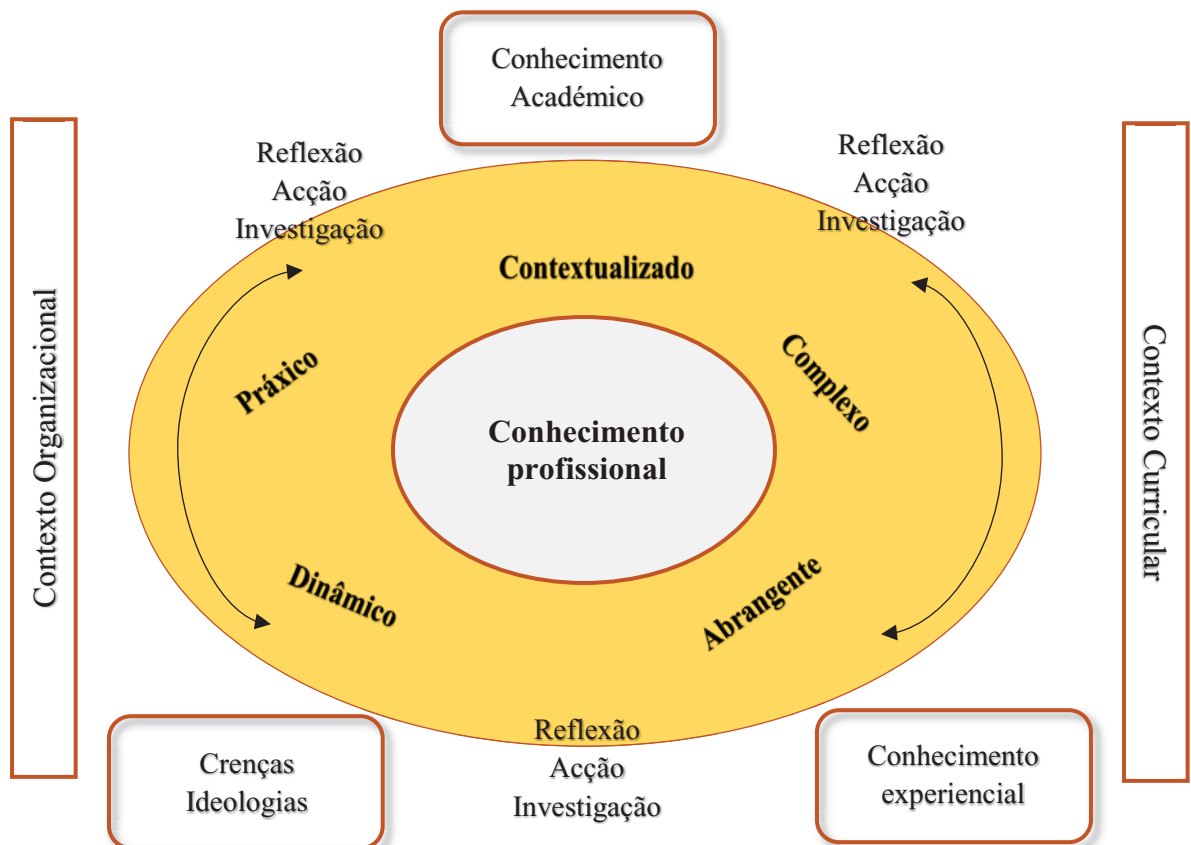 Conhecimento
Académico
Reflexão
Acção
Investigação
Reflexão
Acção
Investigação
Contextualizado
Contexto Organizacional
Práxico
Complexo
Contexto Curricular
Conhecimento
profissional
Dinâmico
Abrangente
Crenças
Ideologias
Reflexão
Acção
Investigação
Conhecimento
experiencial